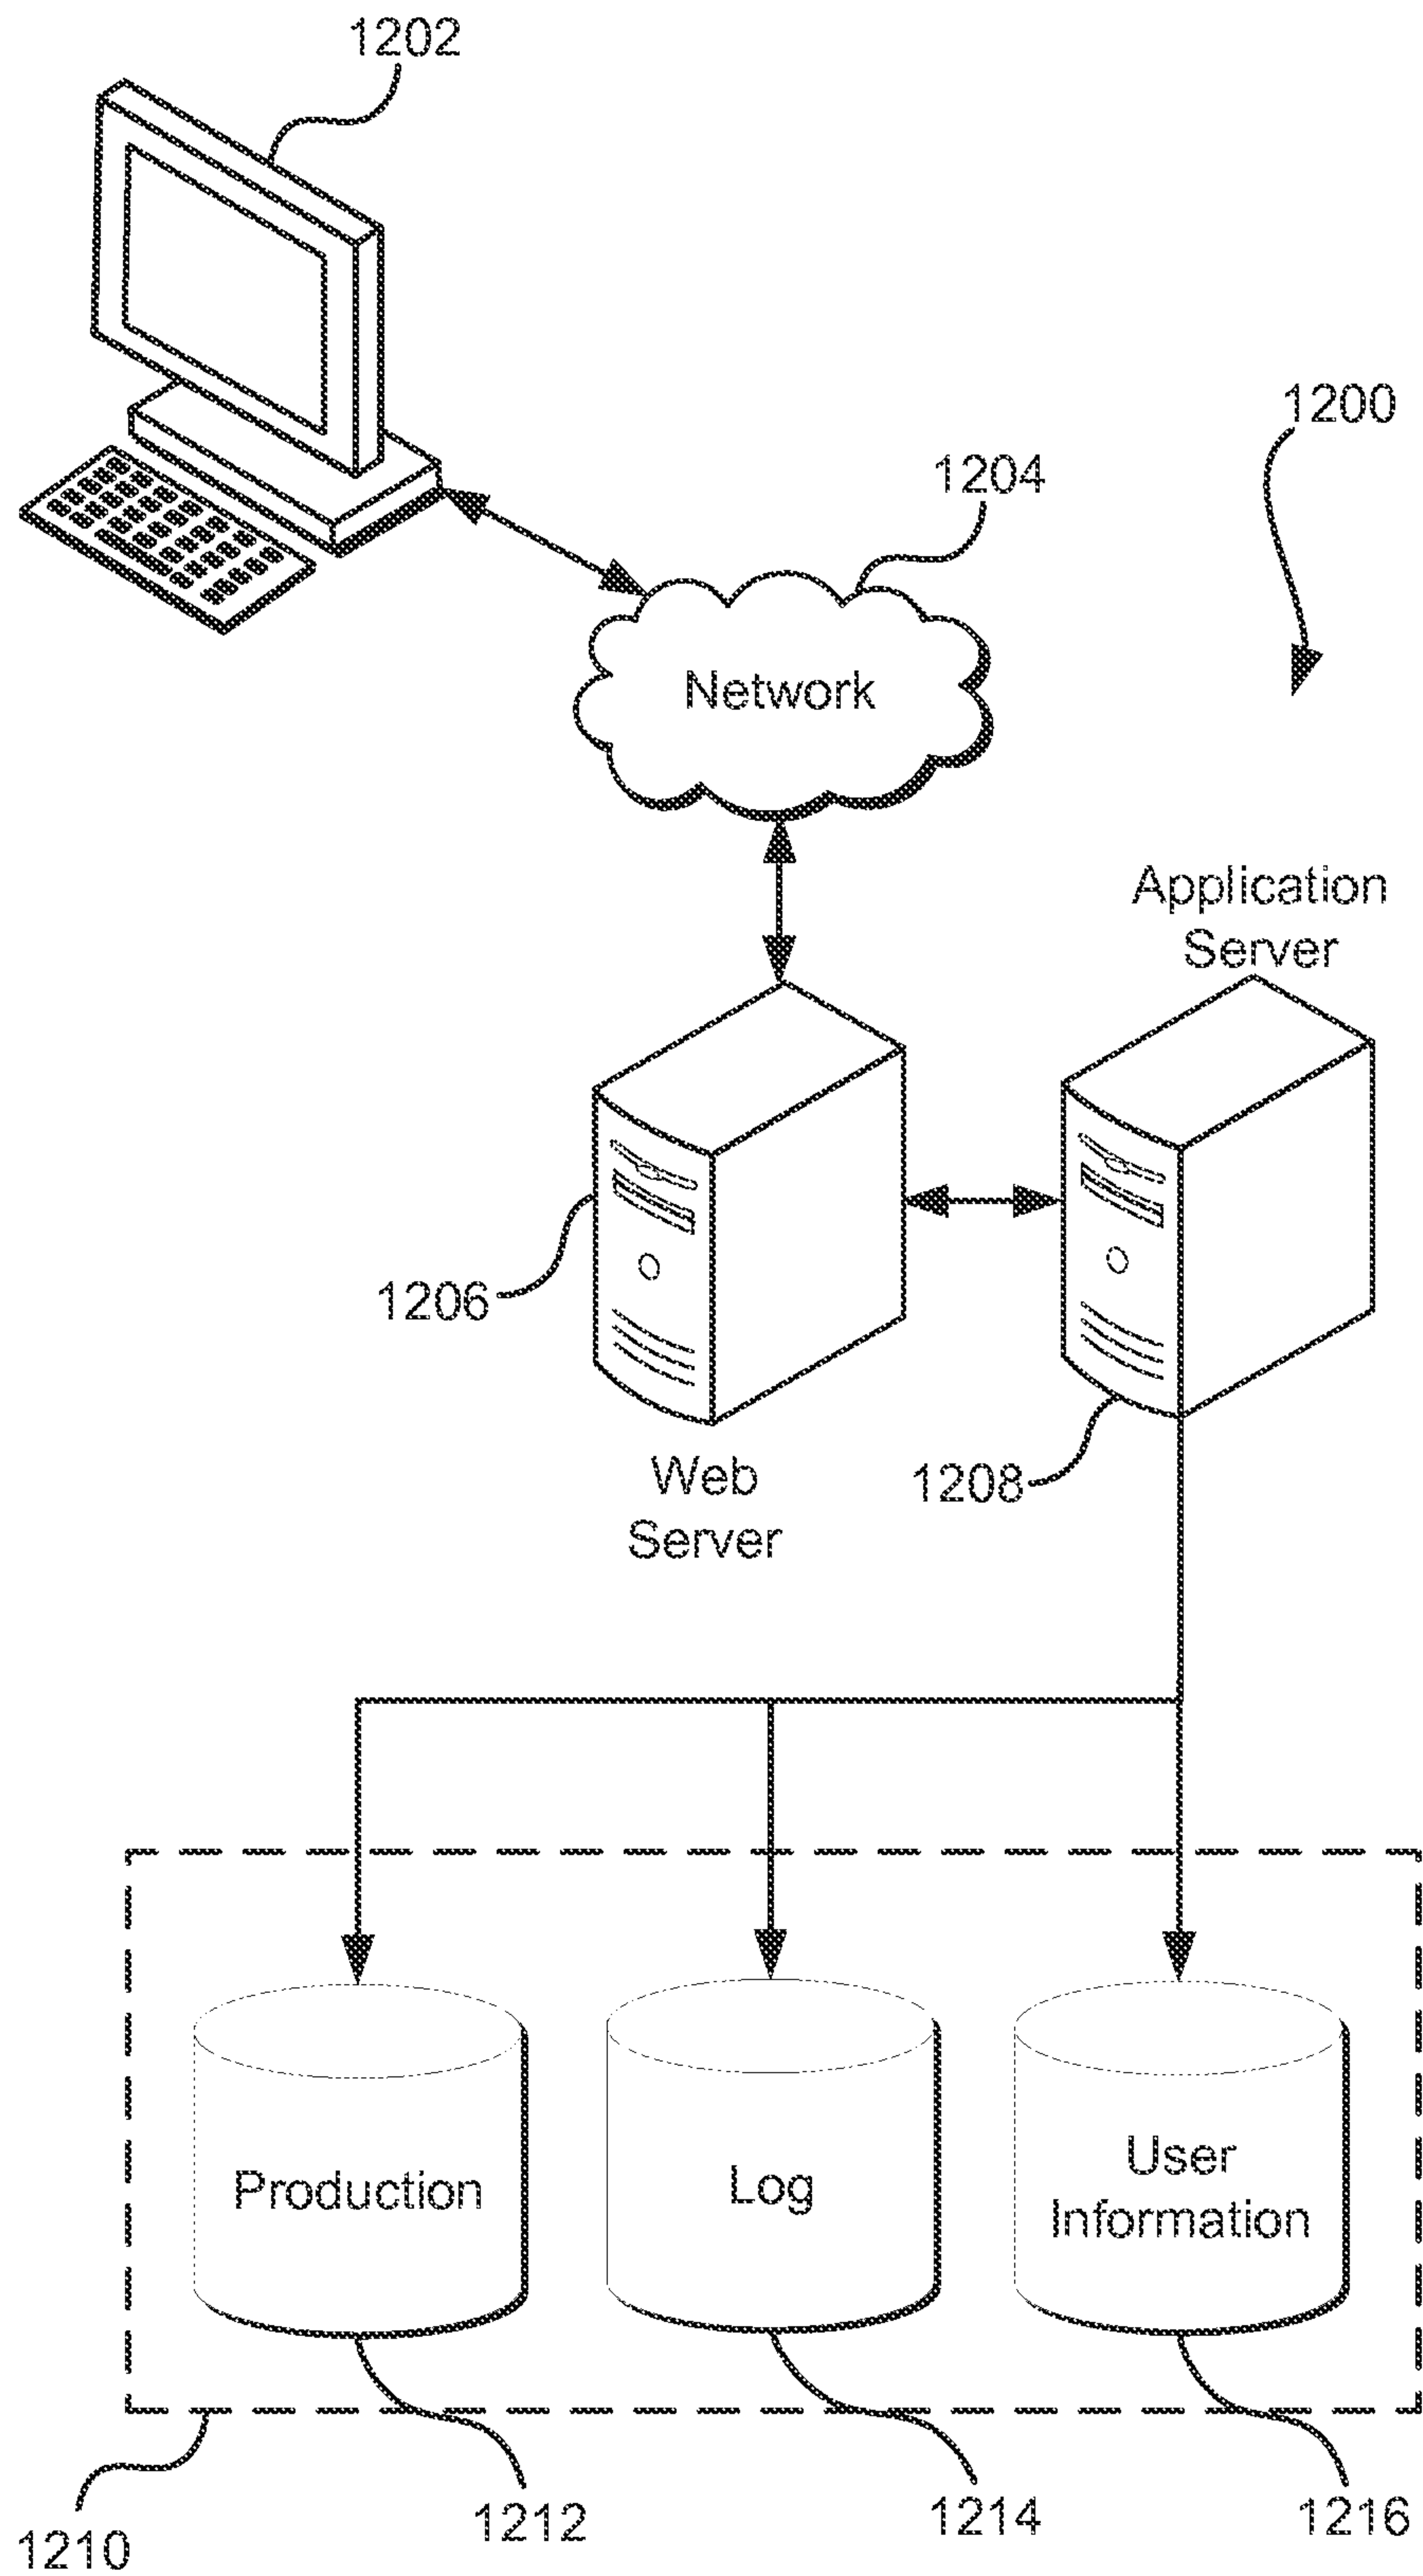 1202
1200
1204
Network
Application
Server
1206
1208
Web
Server
Production
Log
User
Information
1210
1212
1214
1216